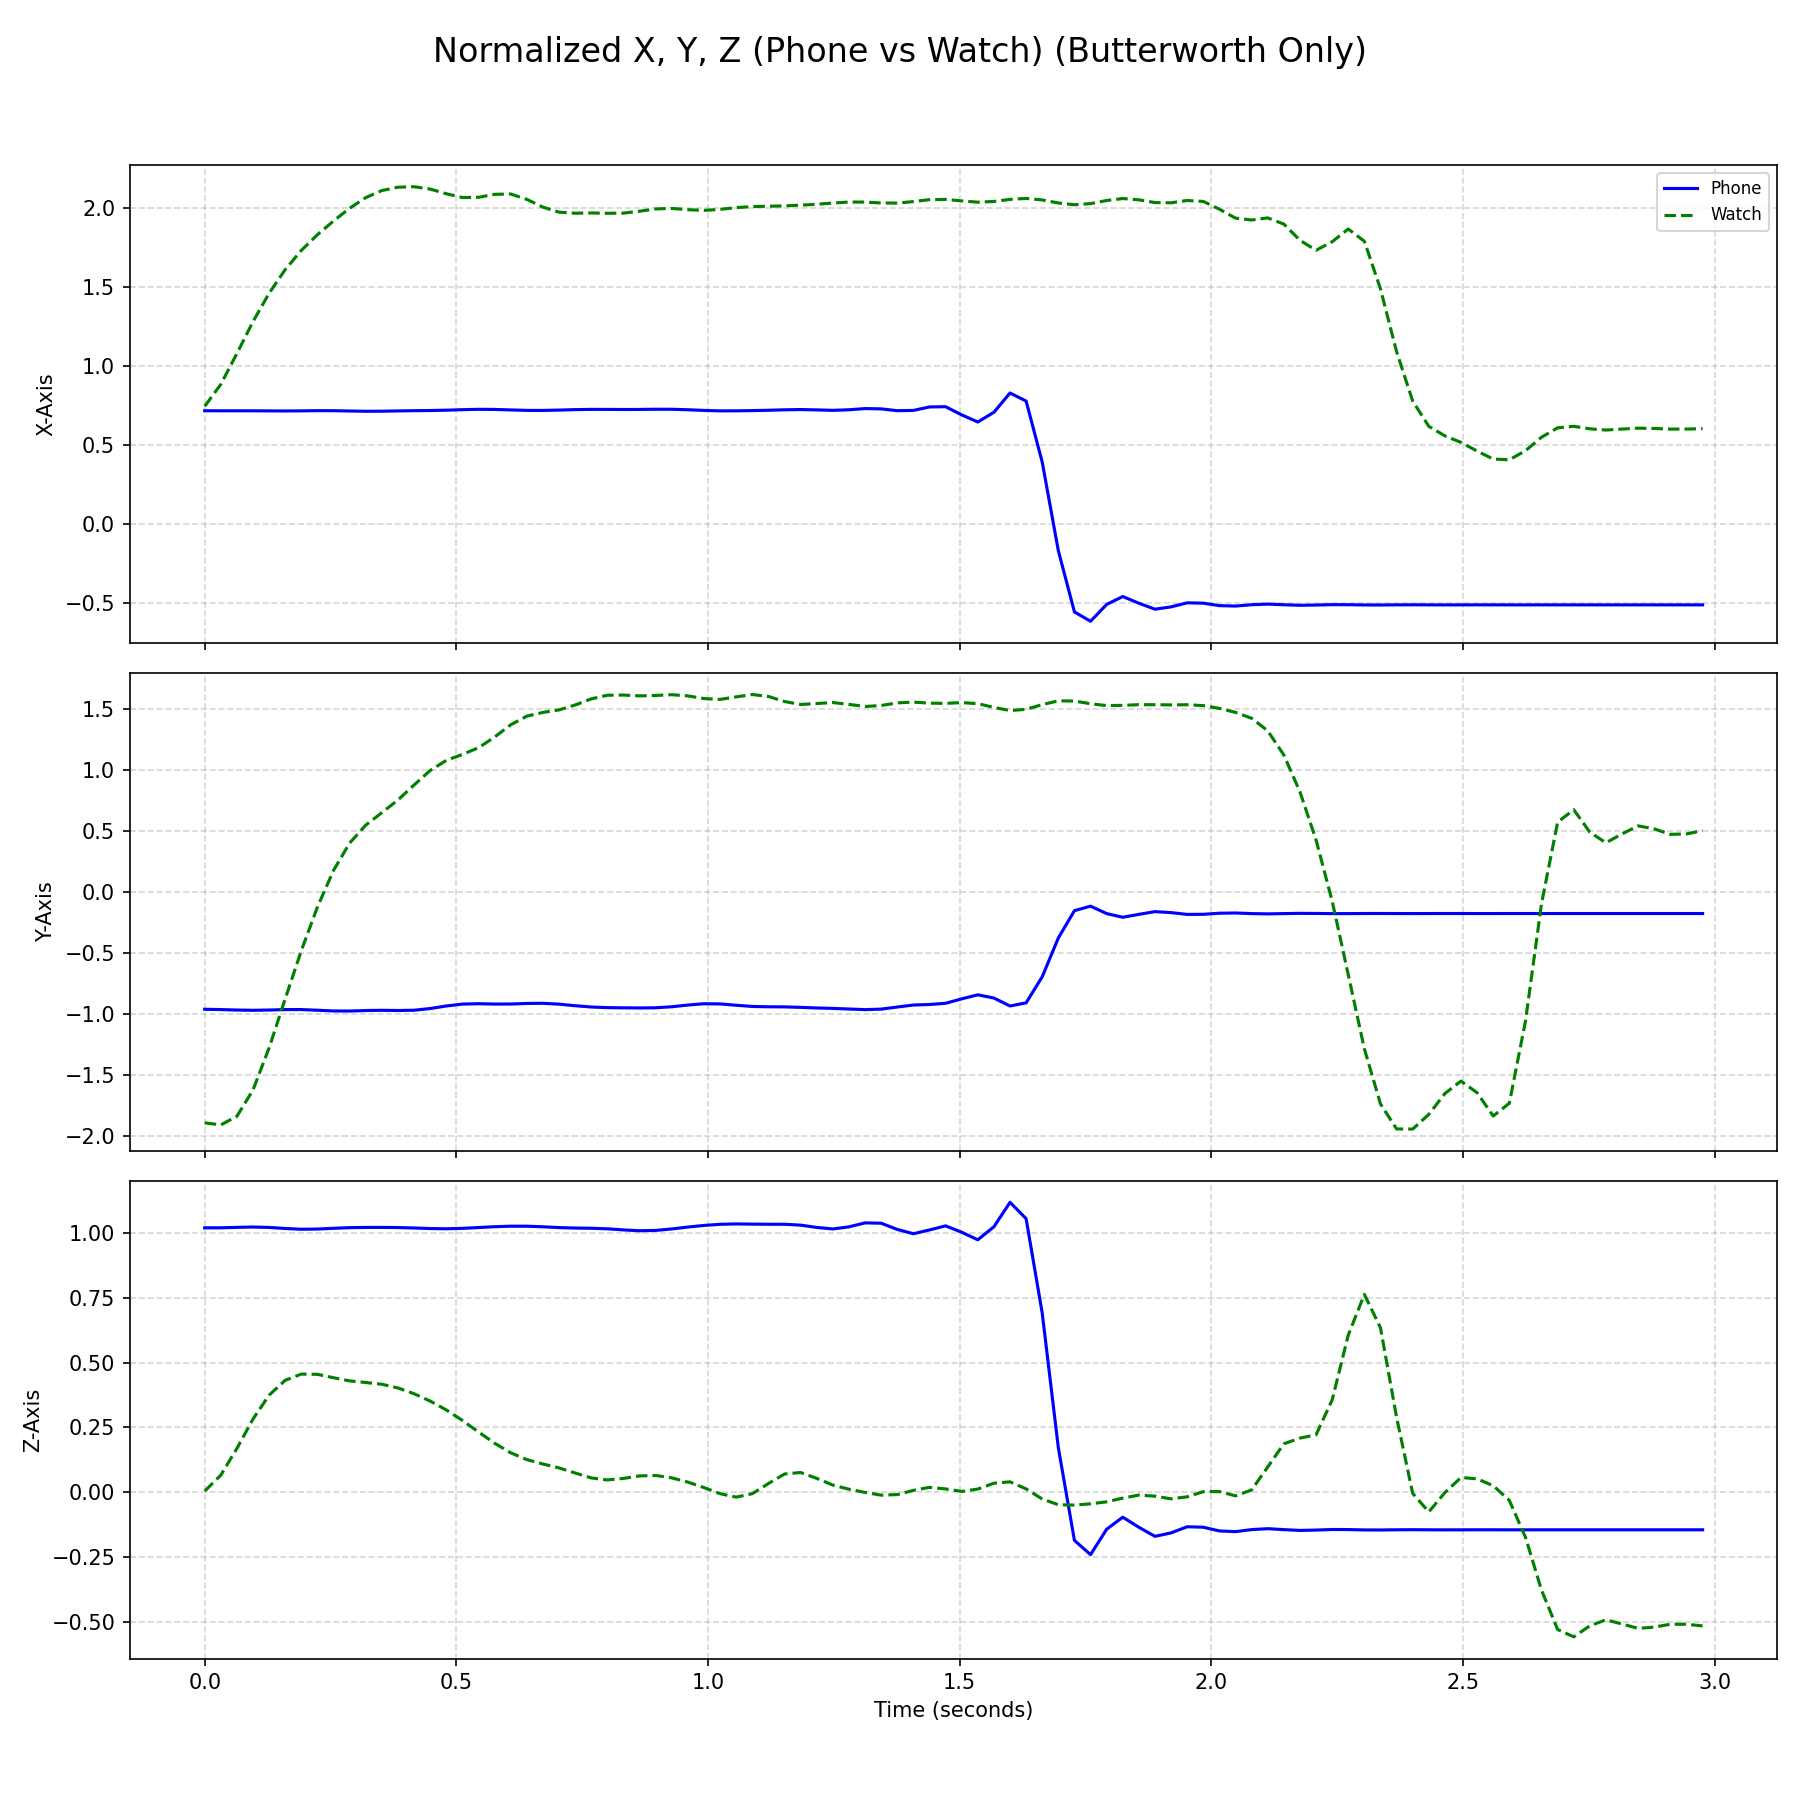 Normalized X, Y, Z (Phone vs Watch) (Butterworth Only)
Phone
Watch
2.0
1.5
1.0
0.5
0.0
−0.5
X-Axis
1.5
1.0
0.5
0.0
−0.5
−1.0
−1.5
−2.0
Y-Axis
1.00
0.75
0.50
0.25
0.00
−0.25
−0.50
Z-Axis
0.0 0.5 1.0 1.5 2.0 2.5 3.0
Time (seconds)